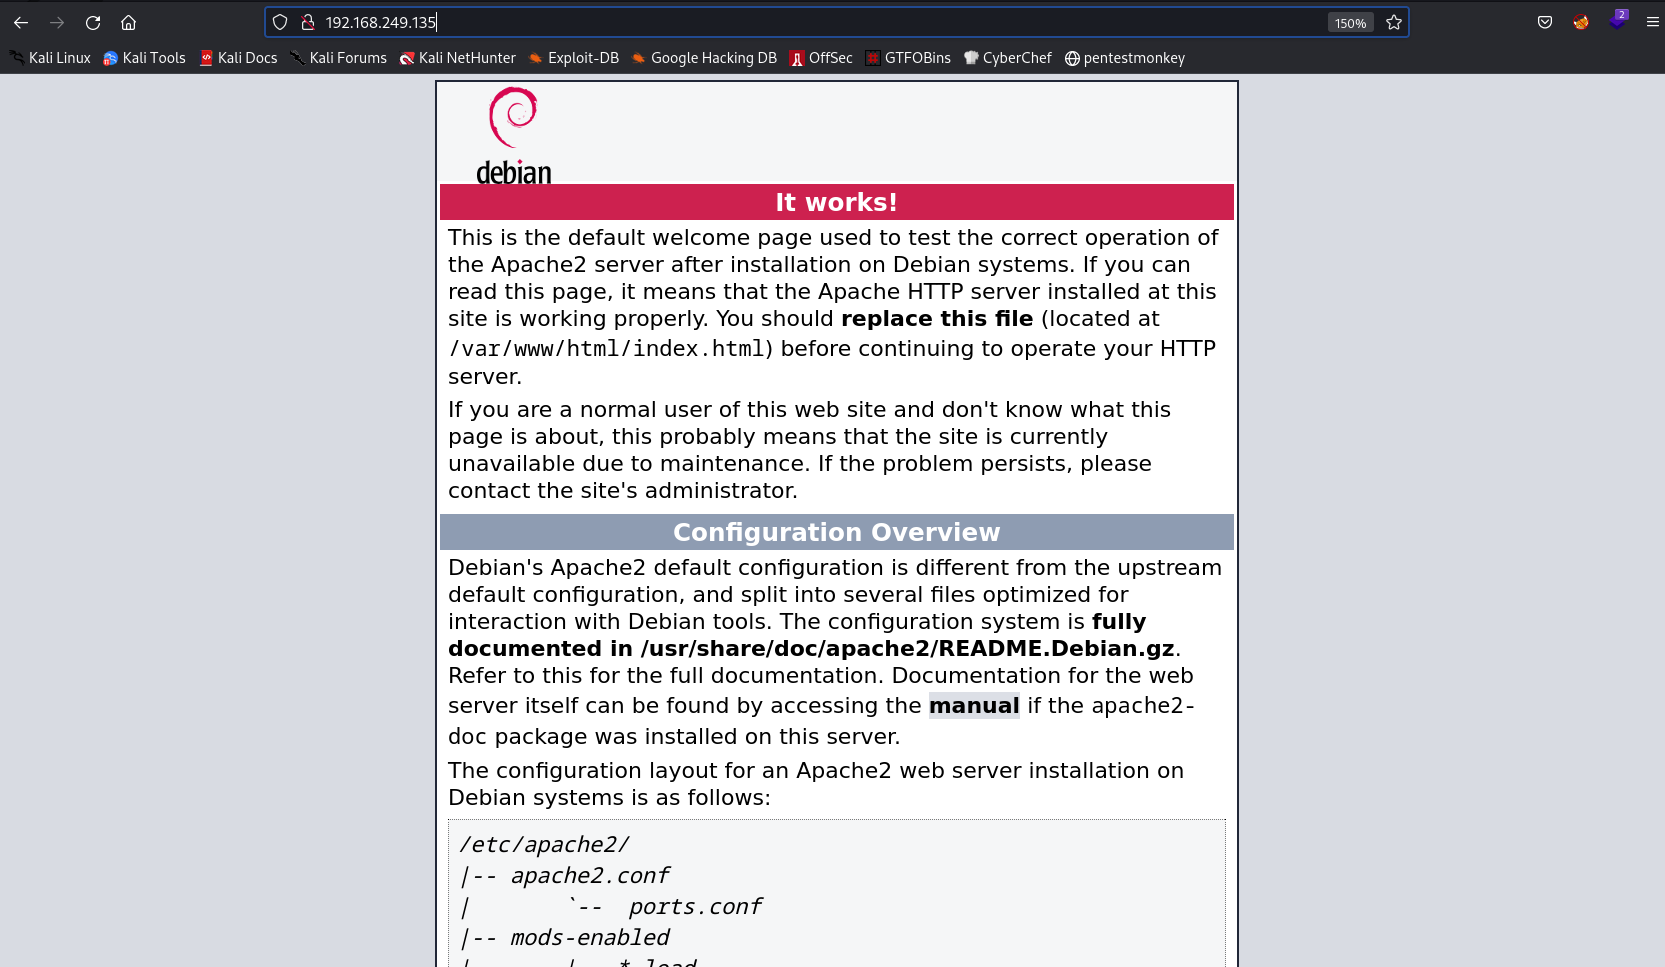 192.168.249.135
150%
2
Kali Linux Kali Tools Kali Docs Kali Forums Kali NetHunter Exploit-DB Google Hacking DB OffSec GTFOBins CyberChef pentestmonkey
debian
It works!
This is the default welcome page used to test the correct operation of
the Apache2 server after installation on Debian systems. If you can
read this page, it means that the Apache HTTP server installed at this
site is working properly. You should replace this file (located at
/var/www/html/index.html) before continuing to operate your HTTP
server.
If you are a normal user of this web site and don't know what this
page is about, this probably means that the site is currently
unavailable due to maintenance. If the problem persists, please
contact the site's administrator.
Configuration Overview
Debian's Apache2 default configuration is different from the upstream
default configuration, and split into several files optimized for
interaction with Debian tools. The configuration system is fully
documented in /usr/share/doc/apache2/README.Debian.gz.
Refer to this for the full documentation. Documentation for the web
server itself can be found by accessing the manual if the apache2-
doc package was installed on this server.
The configuration layout for an Apache2 web server installation on
Debian systems is as follows:
/etc/apache2/
|-- apache2.conf
|       `--  ports.conf
|-- mods-enabled
|       |-- *.load